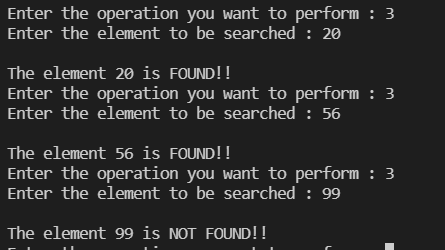 Enter the operation you want to perform : 3
Enter the element to be searched : 20
The element 20 is FOUND!!
Enter the operation you want to perform : 3
Enter the element to be searched : 56
The element 56 is FOUND!!
Enter the operation you want to perform : 3
Enter the element to be searched : 99
The element 99 is NOT FOUND!!